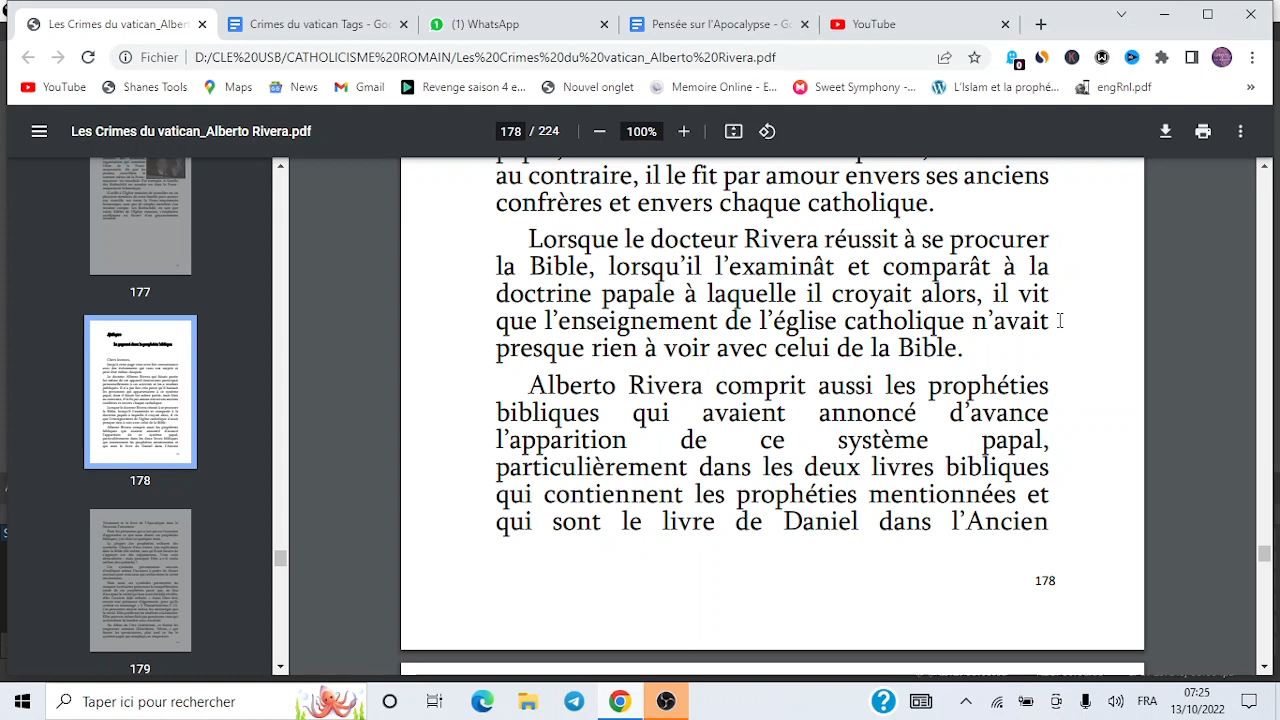 Les Crimes du vatican_Albert
Crimes du vatican Tags - Goo
(1) WhatsApp
Pensée sur l'Apocalypse - Go
YouTube
Fichier
D:/CLE%20USB/CATHOLICISME%20ROMAIN/Les%20Crimes%20du%20vatican_Alberto%20Rivera.pdf
0
YouTube
Shanes Tools
Maps
News
Gmail
Revenge saison 4 e...
Nouvel onglet
Memoire Online - E...
Sweet Symphony -...
L'Islam et la prophé...
engRnl.pdf
»
Les Crimes du vatican_Alberto Rivera.pdf
178 / 224
100%
177
178
179
au contraire, il le fit par amour envers ses anciens
confrères et envers chaque catholique.
Lorsque le docteur Rivera réussit à se procurer
la Bible, lorsqu'il l'examinât et comparât à la
doctrine papale à laquelle il croyait alors, il vit
que l'enseignement de l'église catholique n'avait
presque rien à voir avec celui de la Bible.
Alberto Rivera comprit aussi les prophéties
bibliques qui avaient annoncé d'avance
l'apparition de ce système papal,
particulièrement dans les deux livres bibliques
qui contiennent les prophéties mentionnées et
qui sont le livre de Daniel dans l'Ancien
178
Taper ici pour rechercher
FRA
07:25
13/10/2022